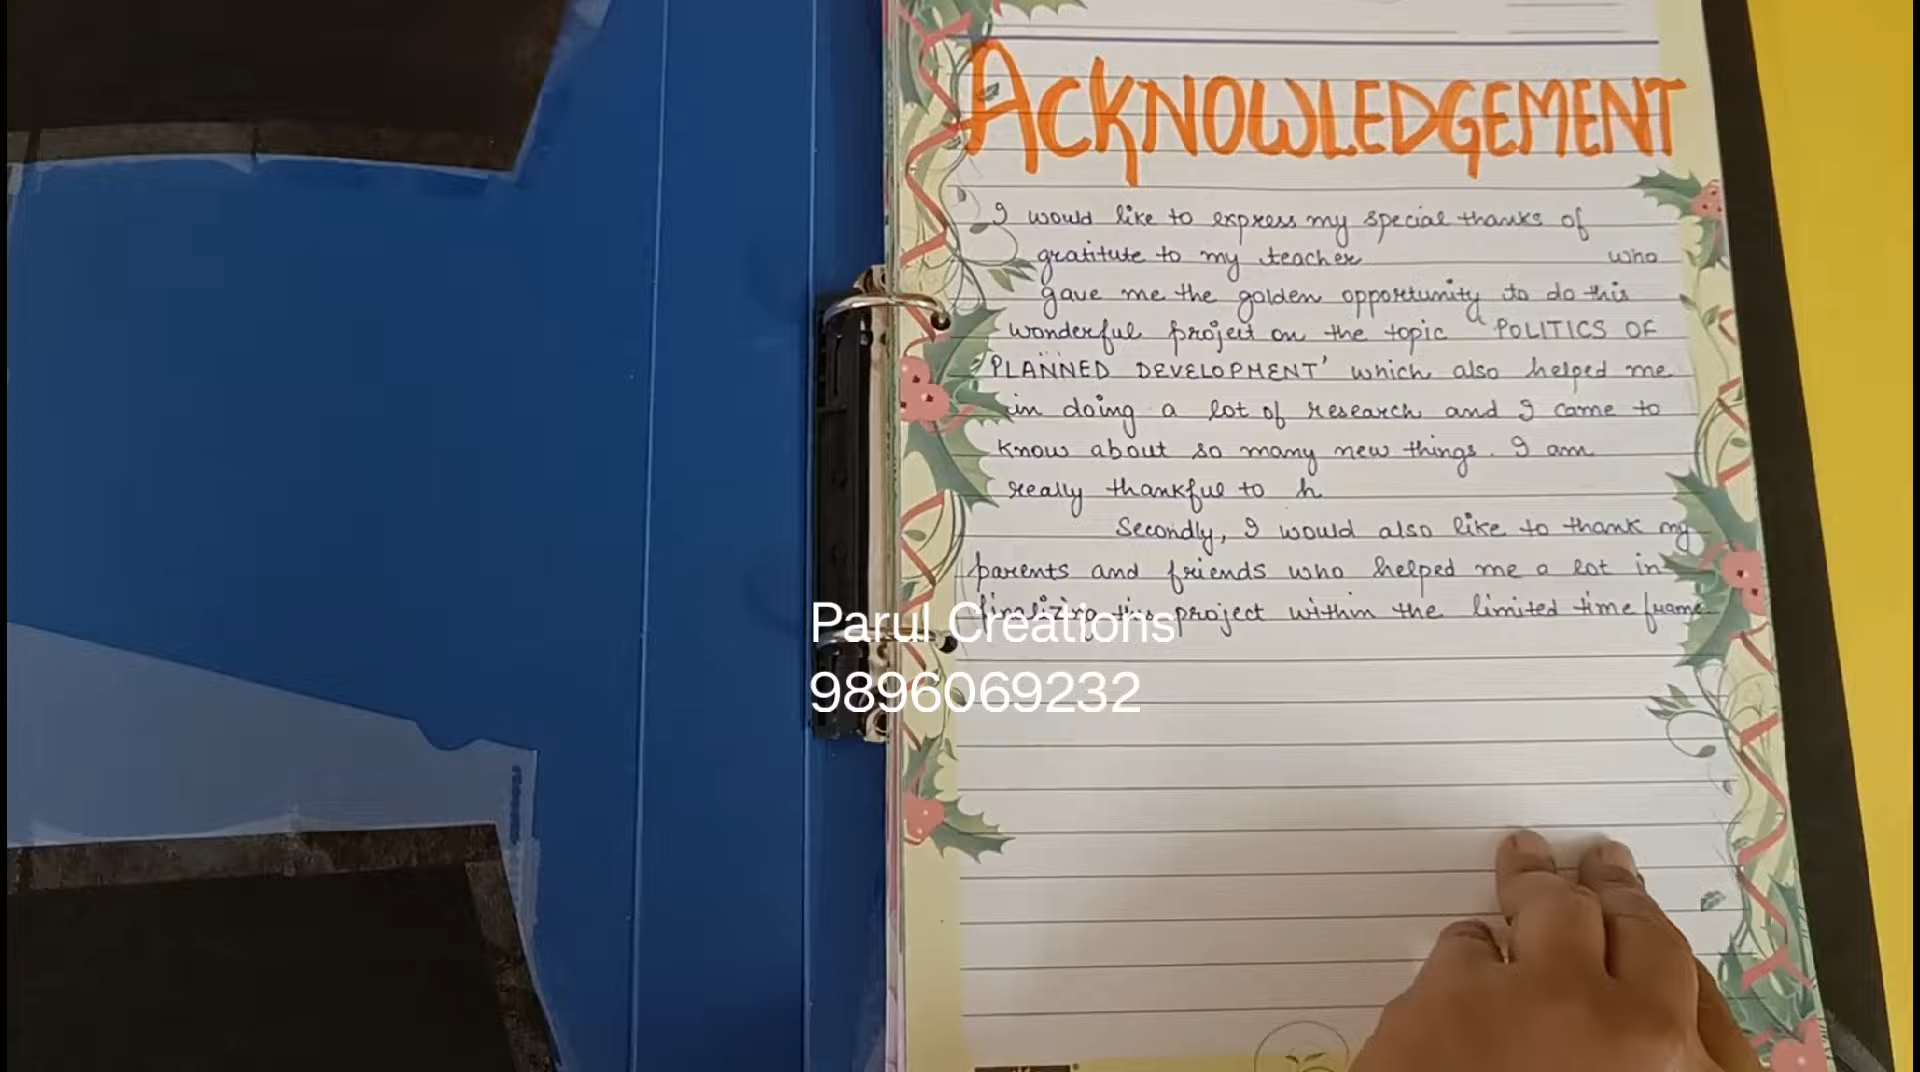 ACKNOWLEDGEMENT
I would like to express my special thanks of
gratitute to my teacher who
gave me the golden opportunity to do this
wonderful project on the topic "POLITICS OF
PLANNED DEVELOPMENT' which also helped me
in doing a lot of research and I came to
know about so many new things. I am
really thankful to h
Secondly, I would also like to thank my
parents and friends who helped me a lot in
finalizing this project within the limited time frame
Parul Creations
9896069232